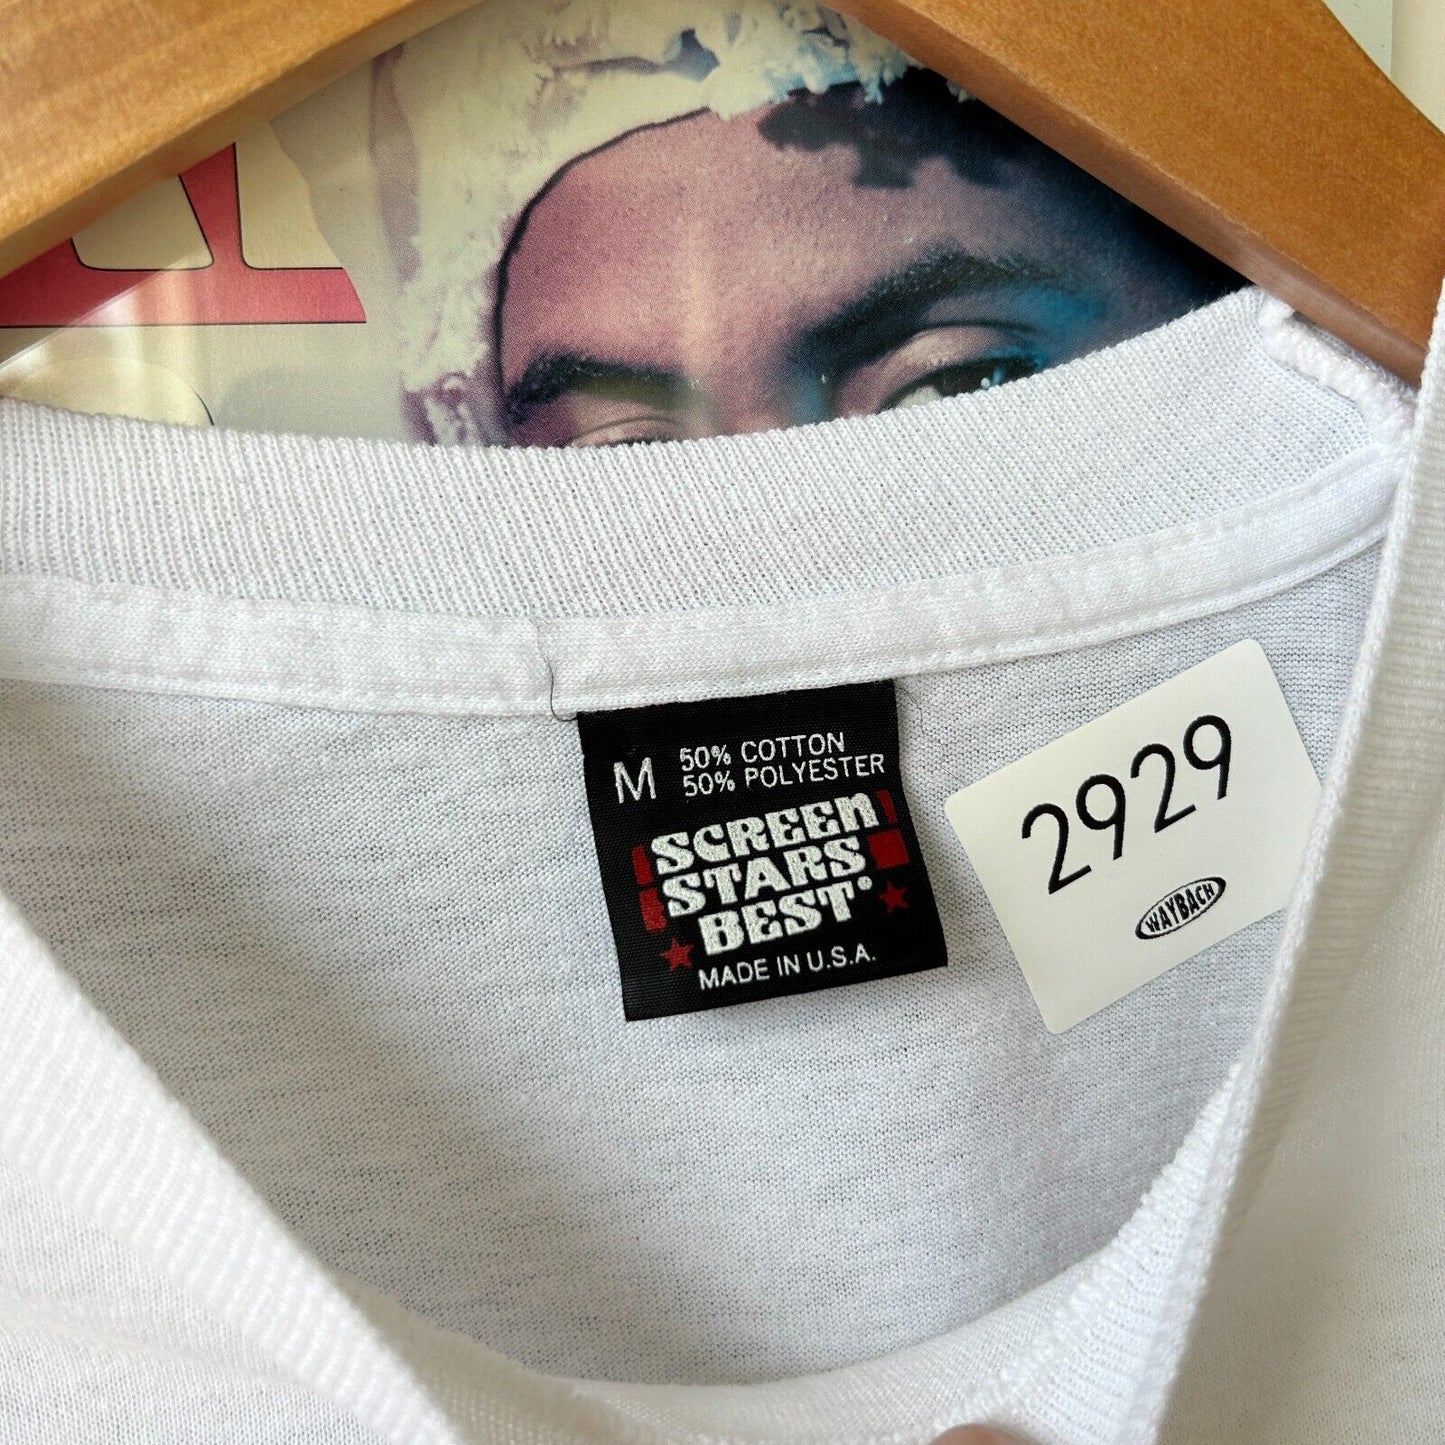 M
50% COTTON
50% POLYESTER
SCREEN
STARS
BEST®
MADE IN U.S.A.
2929
WAYBACH